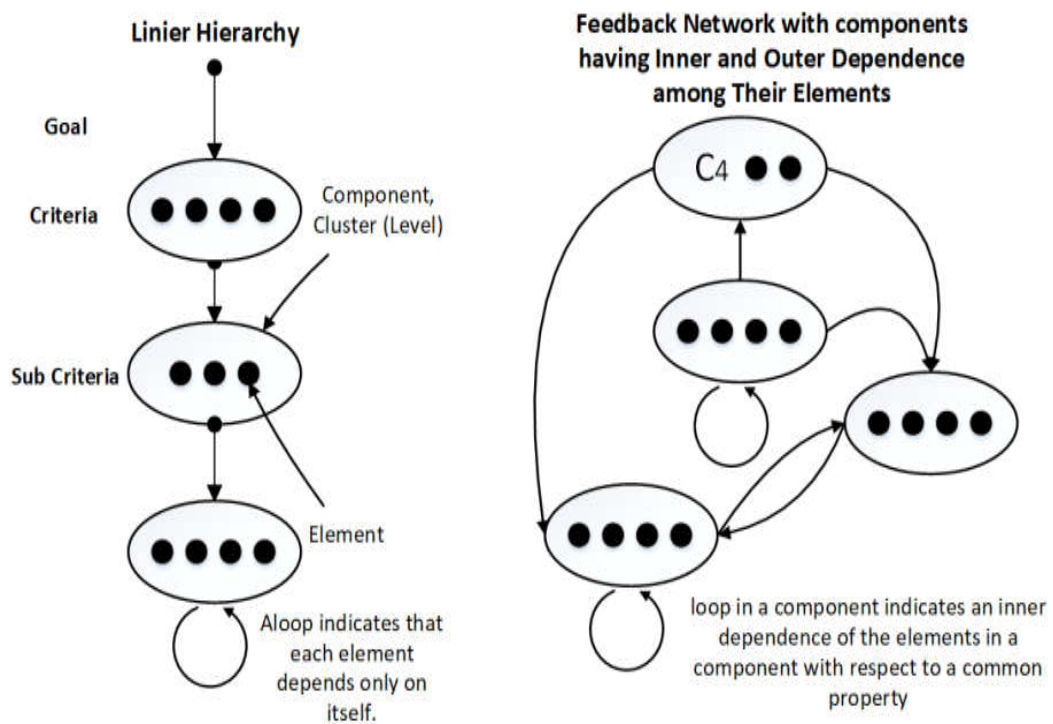 Linier Hierarchy
Goal
Criteria
Component,
Cluster (Level)
Sub Criteria
Element
Aloop indicates that
each element
depends only on
itself.
Feedback Network with components
having Inner and Outer Dependence
among Their Elements
C4
loop in a component indicates an inner
dependence of the elements in a
component with respect to a common
property